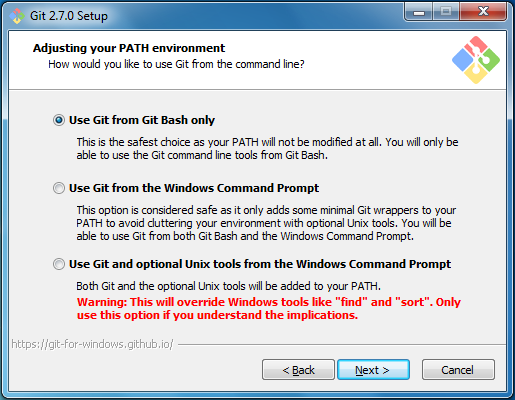 Git 2.7.0 Setup
Adjusting your PATH environment
How would you like to use Git from the command line?
Use Git from Git Bash only
This is the safest choice as your PATH will not be modified at all. You will only
be able to use the Git command line tools from Git Bash.
Use Git from the Windows Command Prompt
This option is considered safe as it only adds some minimal Git wrappers to your
PATH to avoid cluttering your environment with optional Unix tools. You will be
able to use Git from both Git Bash and the Windows Command Prompt.
Use Git and optional Unix tools from the Windows Command Prompt
Both Git and the optional Unix tools will be added to your PATH.
Warning: This will override Windows tools like "find" and "sort". Only
use this option if you understand the implications.
https://git-for-windows.github.io/
< Back
Next >
Cancel